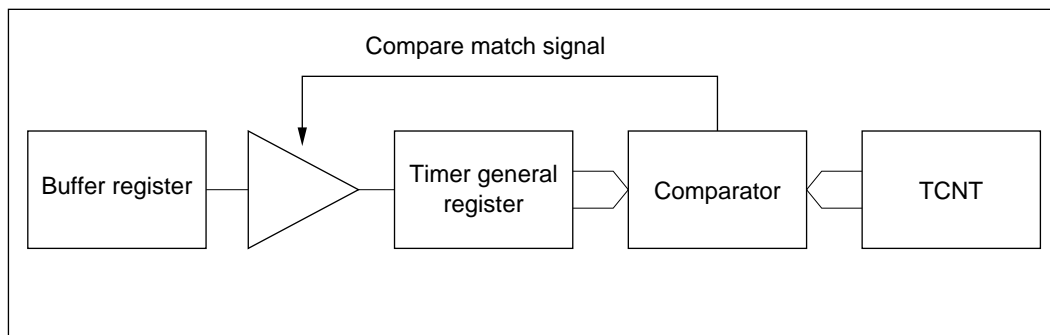 Compare match signal
Buffer register
Timer general
register
Comparator
TCNT